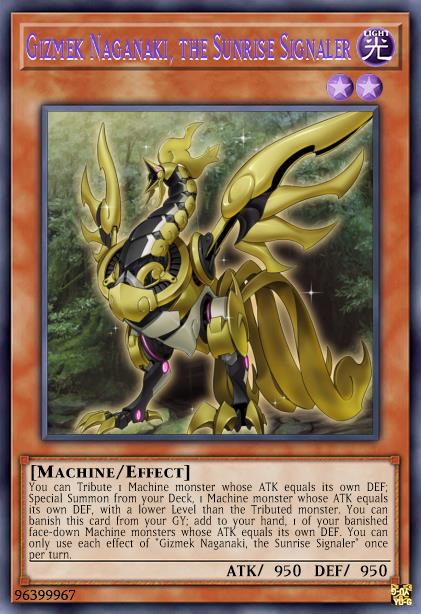 Gizmek Naganaki, the Sunrise Signaler
LIGHT
光
[Machine/Effect]
You can Tribute 1 Machine monster whose ATK equals its own DEF;
Special Summon from your Deck, 1 Machine monster whose ATK equals
its own DEF, with a lower Level than the Tributed monster. You can
banish this card from your GY; add to your hand, 1 of your banished
face-down Machine monsters whose ATK equals its own DEF. You can
only use each effect of "Gizmek Naganaki, the Sunrise Signaler" once
per turn.
ATK/ 950 DEF/ 950
96399967